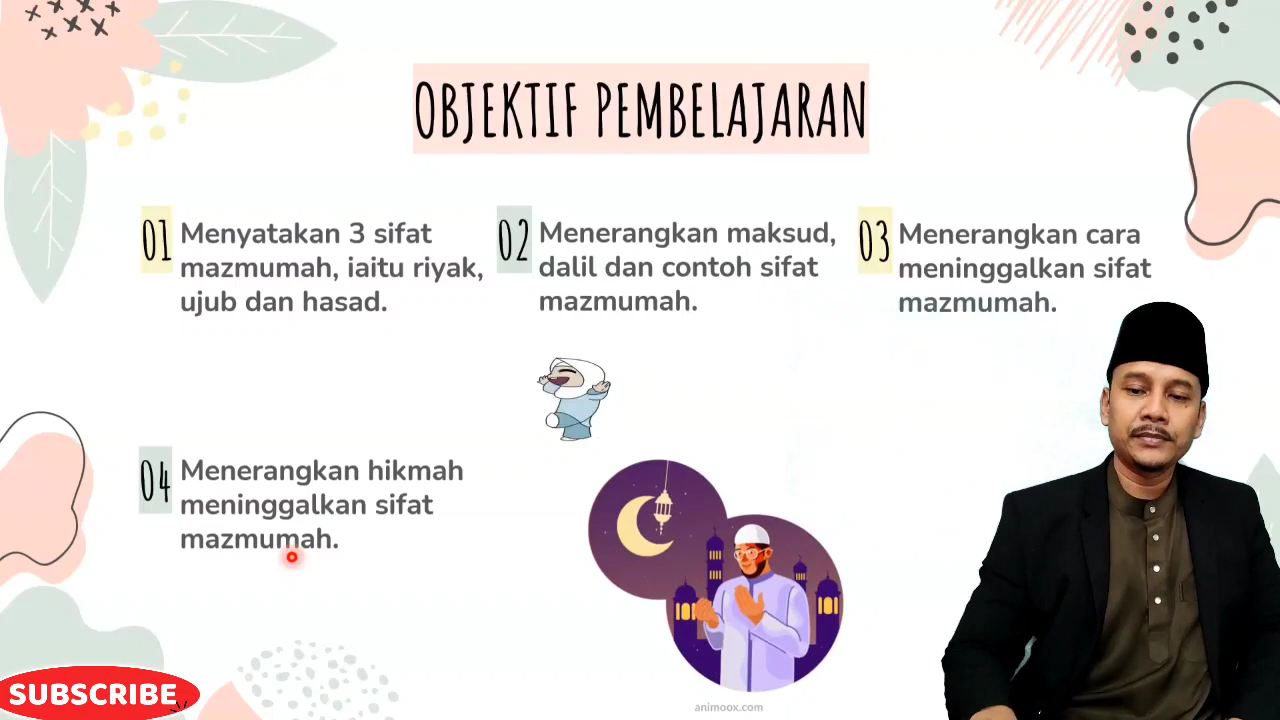 OBJEKTIF PEMBELAJARAN
01
Menyatakan 3 sifat
mazmumah, iaitu riyak,
ujub dan hasad.
02
Menerangkan maksud,
dalil dan contoh sifat
mazmumah.
03
Menerangkan cara
meninggalkan sifat
mazmumah.
04
Menerangkan hikmah
meninggalkan sifat
mazmumah.
SUBSCRIBE
animoox.com